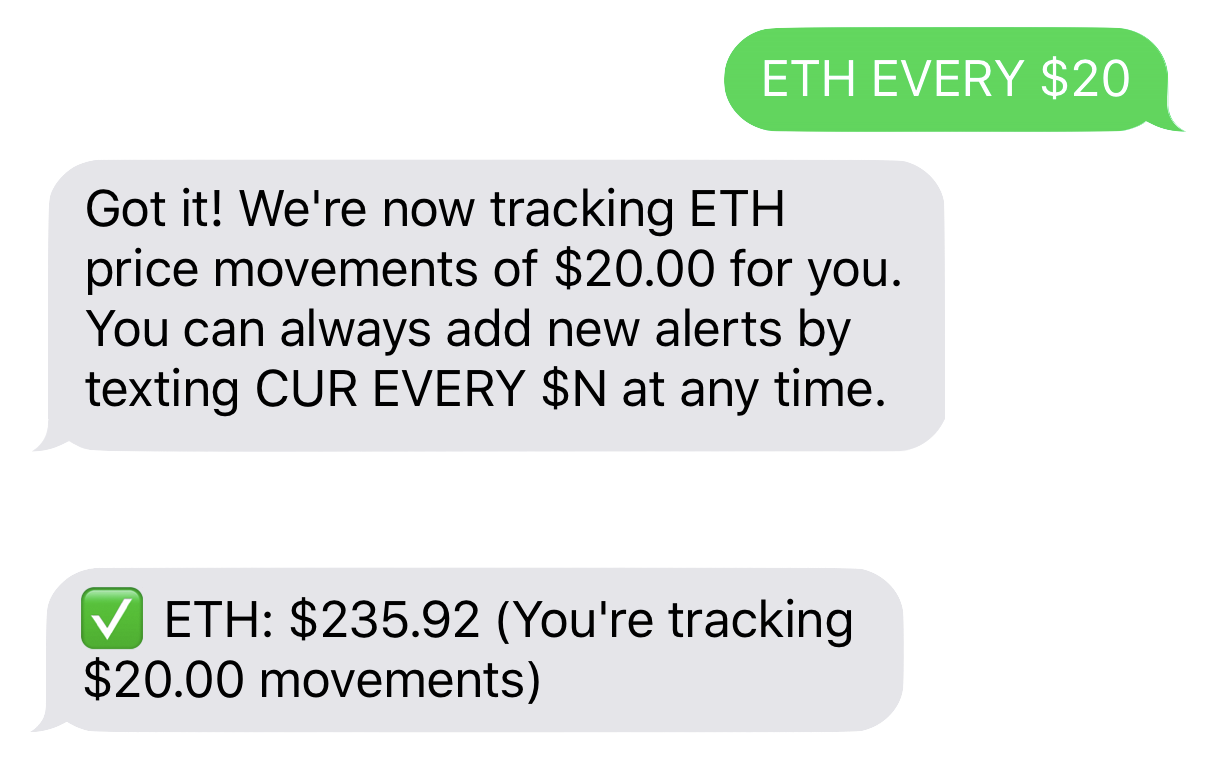 ETH EVERY $20
Got it! We're now tracking ETH
price movements of $20.00 for you.
You can always add new alerts by
texting CUR EVERY $N at any time.
✅ ETH: $235.92 (You're tracking
$20.00 movements)